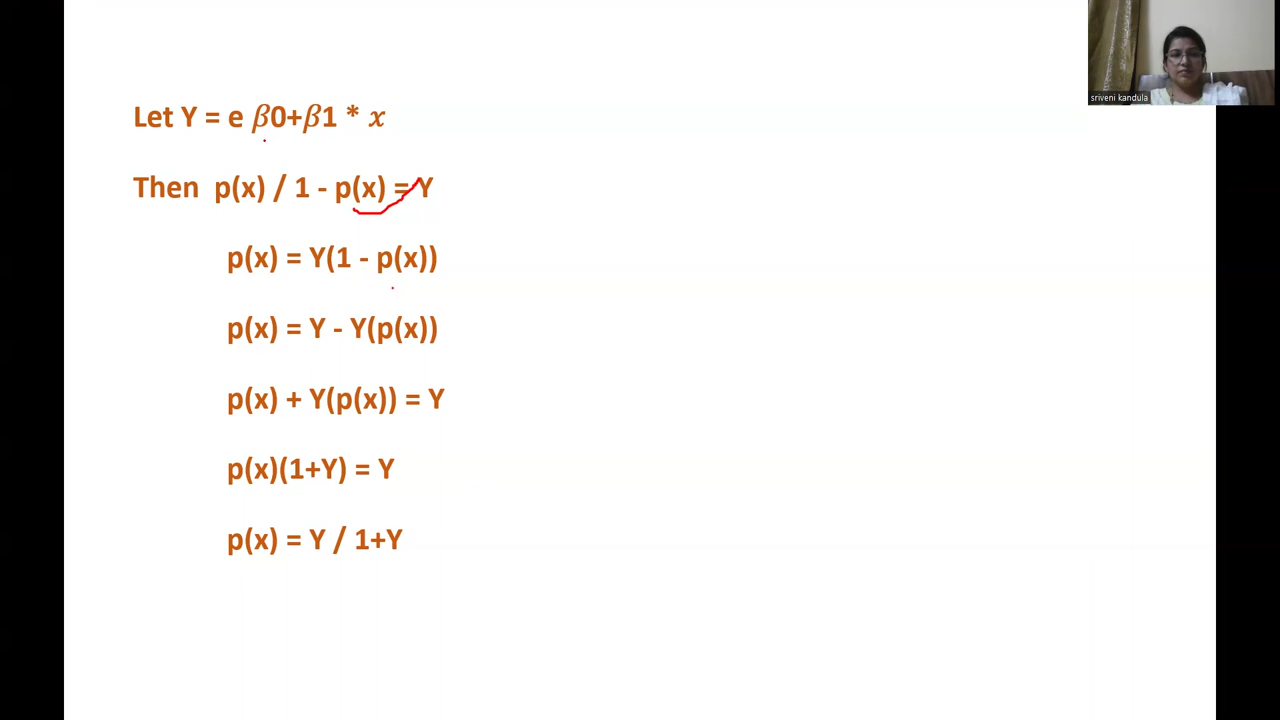 sriveni kandula
Let Y = e 𝛽0+𝛽1 * 𝑥
Then p(x) / 1 - p(x) = Y
p(x) = Y(1 - p(x))
p(x) = Y - Y(p(x))
p(x) + Y(p(x)) = Y
p(x)(1+Y) = Y
p(x) = Y / 1+Y